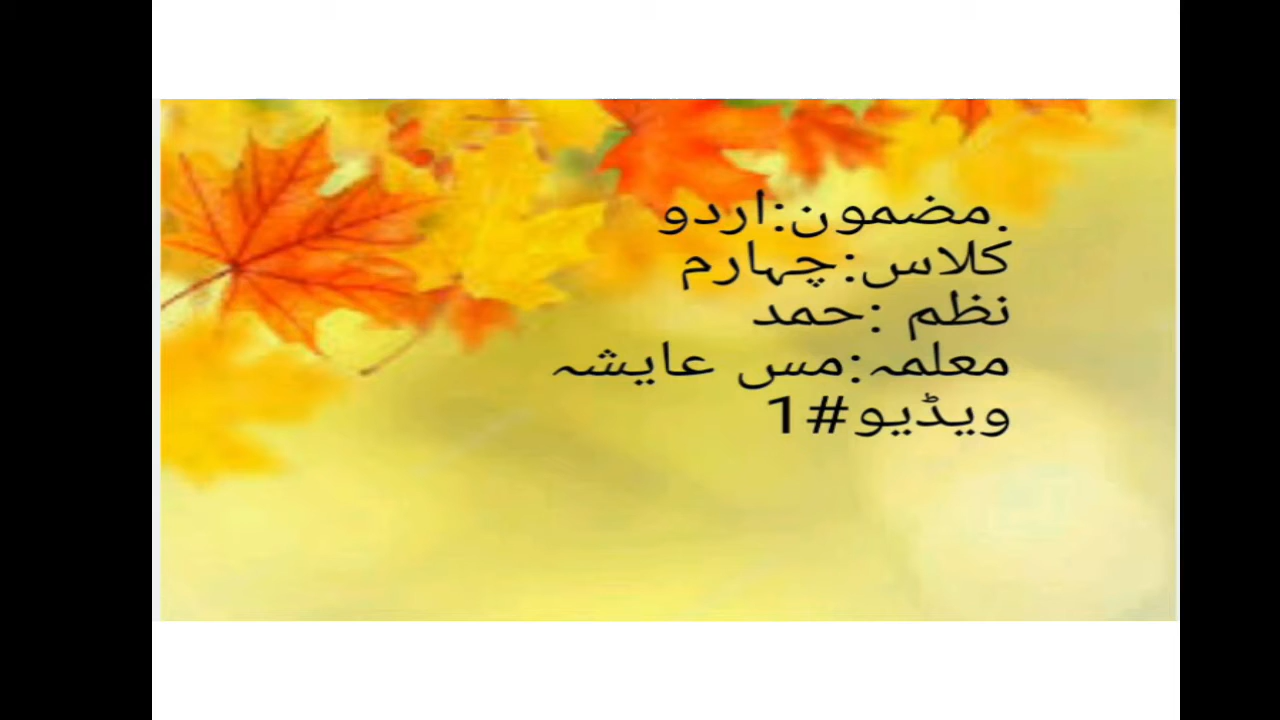 .مضمون:اردو
کلاس:چہارم
نظم :حمد
معلمہ:مس عایشہ
ویڈیو#1